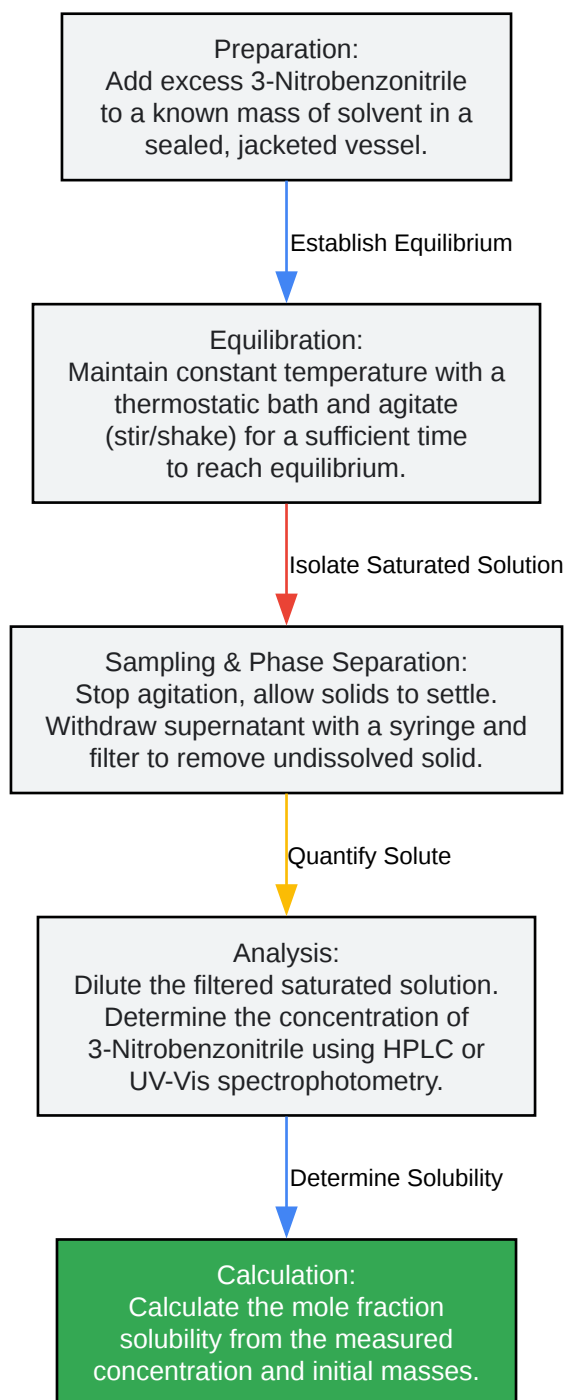 Preparation:
Add excess 3-Nitrobenzonitrile
to a known mass of solvent in a
sealed, jacketed vessel.
Establish Equilibrium
Equilibration:
Maintain constant temperature with a
thermostatic bath and agitate
(stir/shake) for a sufficient time
to reach equilibrium.
Isolate Saturated Solution
Sampling & Phase Separation:
Stop agitation, allow solids to settle.
Withdraw supernatant with a syringe and
filter to remove undissolved solid.
Quantify Solute
Analysis:
Dilute the filtered saturated solution.
Determine the concentration of
3-Nitrobenzonitrile using HPLC or
UV-Vis spectrophotometry.
Determine Solubility
Calculation:
Calculate the mole fraction
solubility from the measured
concentration and initial masses.